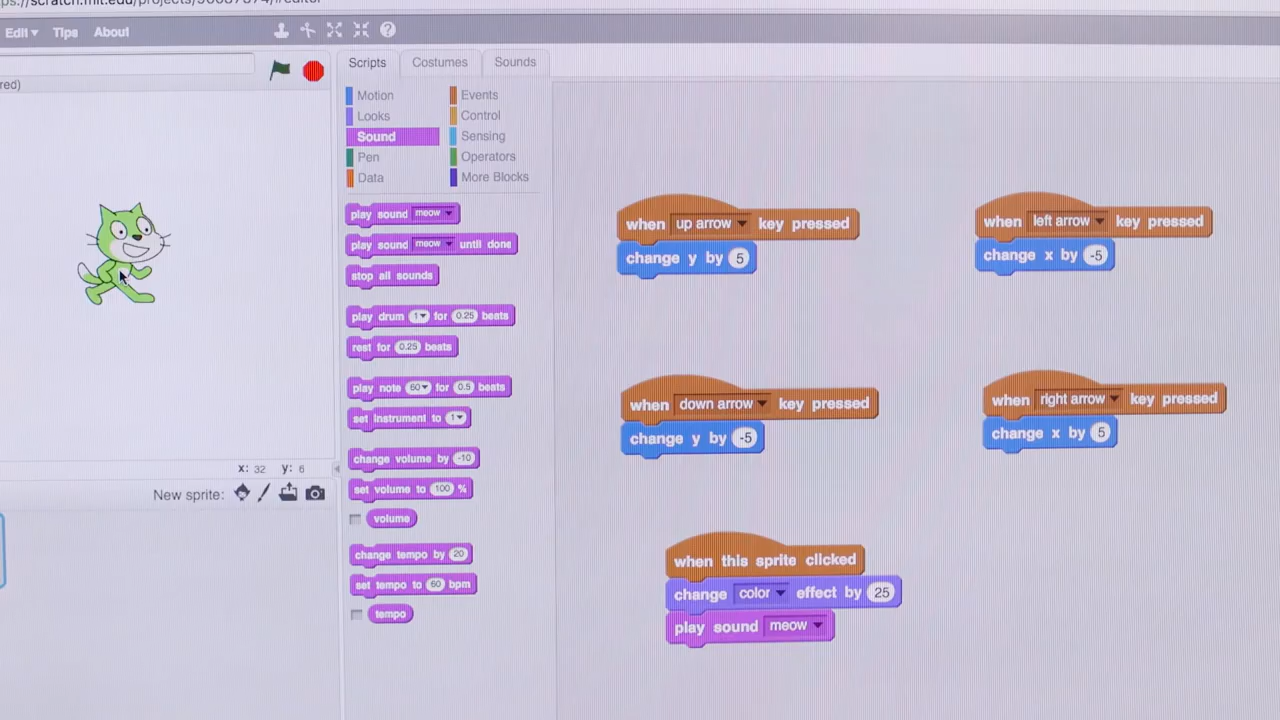 Edit Tips About
red)
Scripts Costumes Sounds
Motion Events
Looks Control
Sound Sensing
Pen Operators
Data More Blocks
play sound meow
play sound meow until done
stop all sounds
play drum 1 for 0.25 beats
rest for 0.25 beats
play note 60 for 0.5 beats
set instrument to 1
change volume by -10
set volume to 100 %
volume
change tempo by 20
set tempo to 60 bpm
tempo
x: 32 y: 6
New sprite:
when up arrow key pressed
change y by 5
when left arrow key pressed
change x by -5
when down arrow key pressed
change y by -5
when right arrow key pressed
change x by 5
when this sprite clicked
change color effect by 25
play sound meow